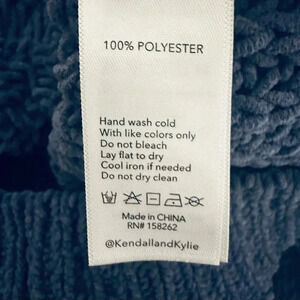 100% POLYESTER
Hand wash cold
With like colors only
Do not bleach
Lay flat to dry
Cool iron if needed
Do not dry clean
Made in CHINA
RN# 158262
@KendallandKylie